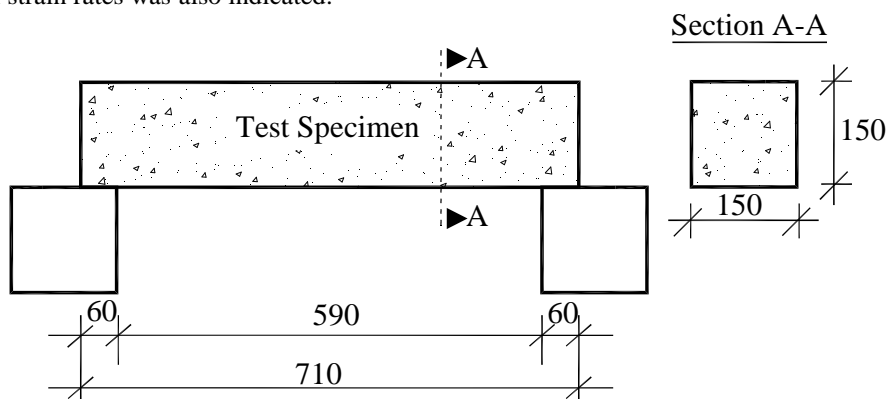 strain rates was also indicated.
Section A-A
A
Test Specimen
150
A
150
60 590 60
710